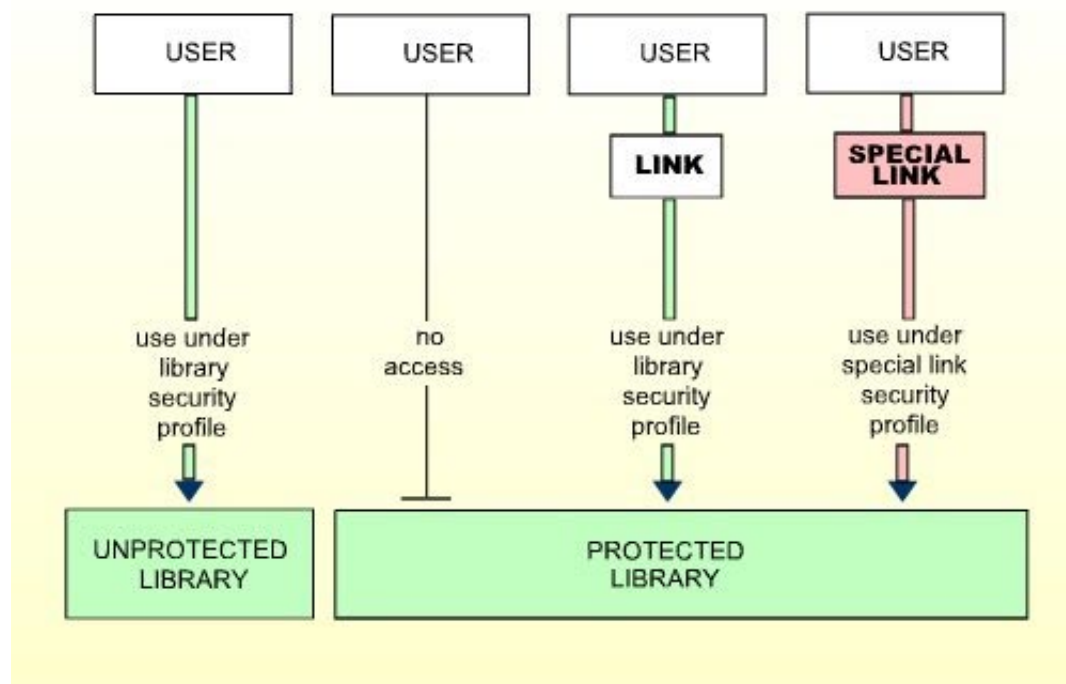 USER
USER
USER
USER
LINK
SPECIAL
LINK
use under
library
security
profile
no
access
use under
library
security
profile
use under
special link
security
profile
UNPROTECTED
LIBRARY
PROTECTED
LIBRARY